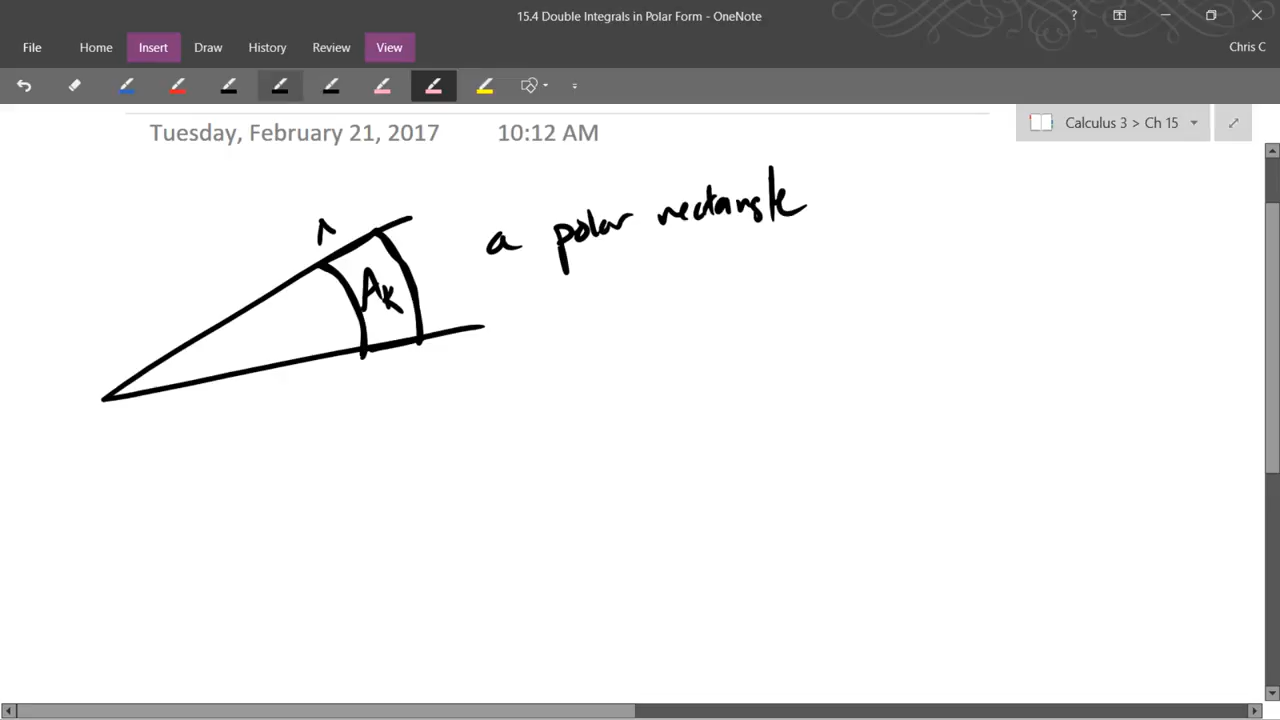 15.4 Double Integrals in Polar Form - OneNote
?
File
Home
Insert
Draw
History
Review
View
Chris C
Tuesday, February 21, 2017 10:12 AM
Calculus 3 > Ch 15
a polar rectangle
A_k